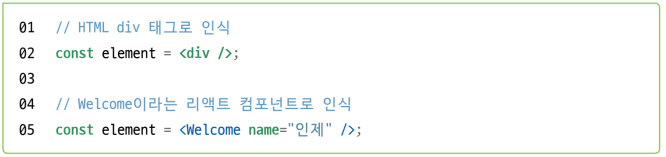 01 // HTML div 태그로 인식
02 const element = <div />;
03
04 // Welcome이라는 리액트 컴포넌트로 인식
05 const element = <Welcome name="인제" />;